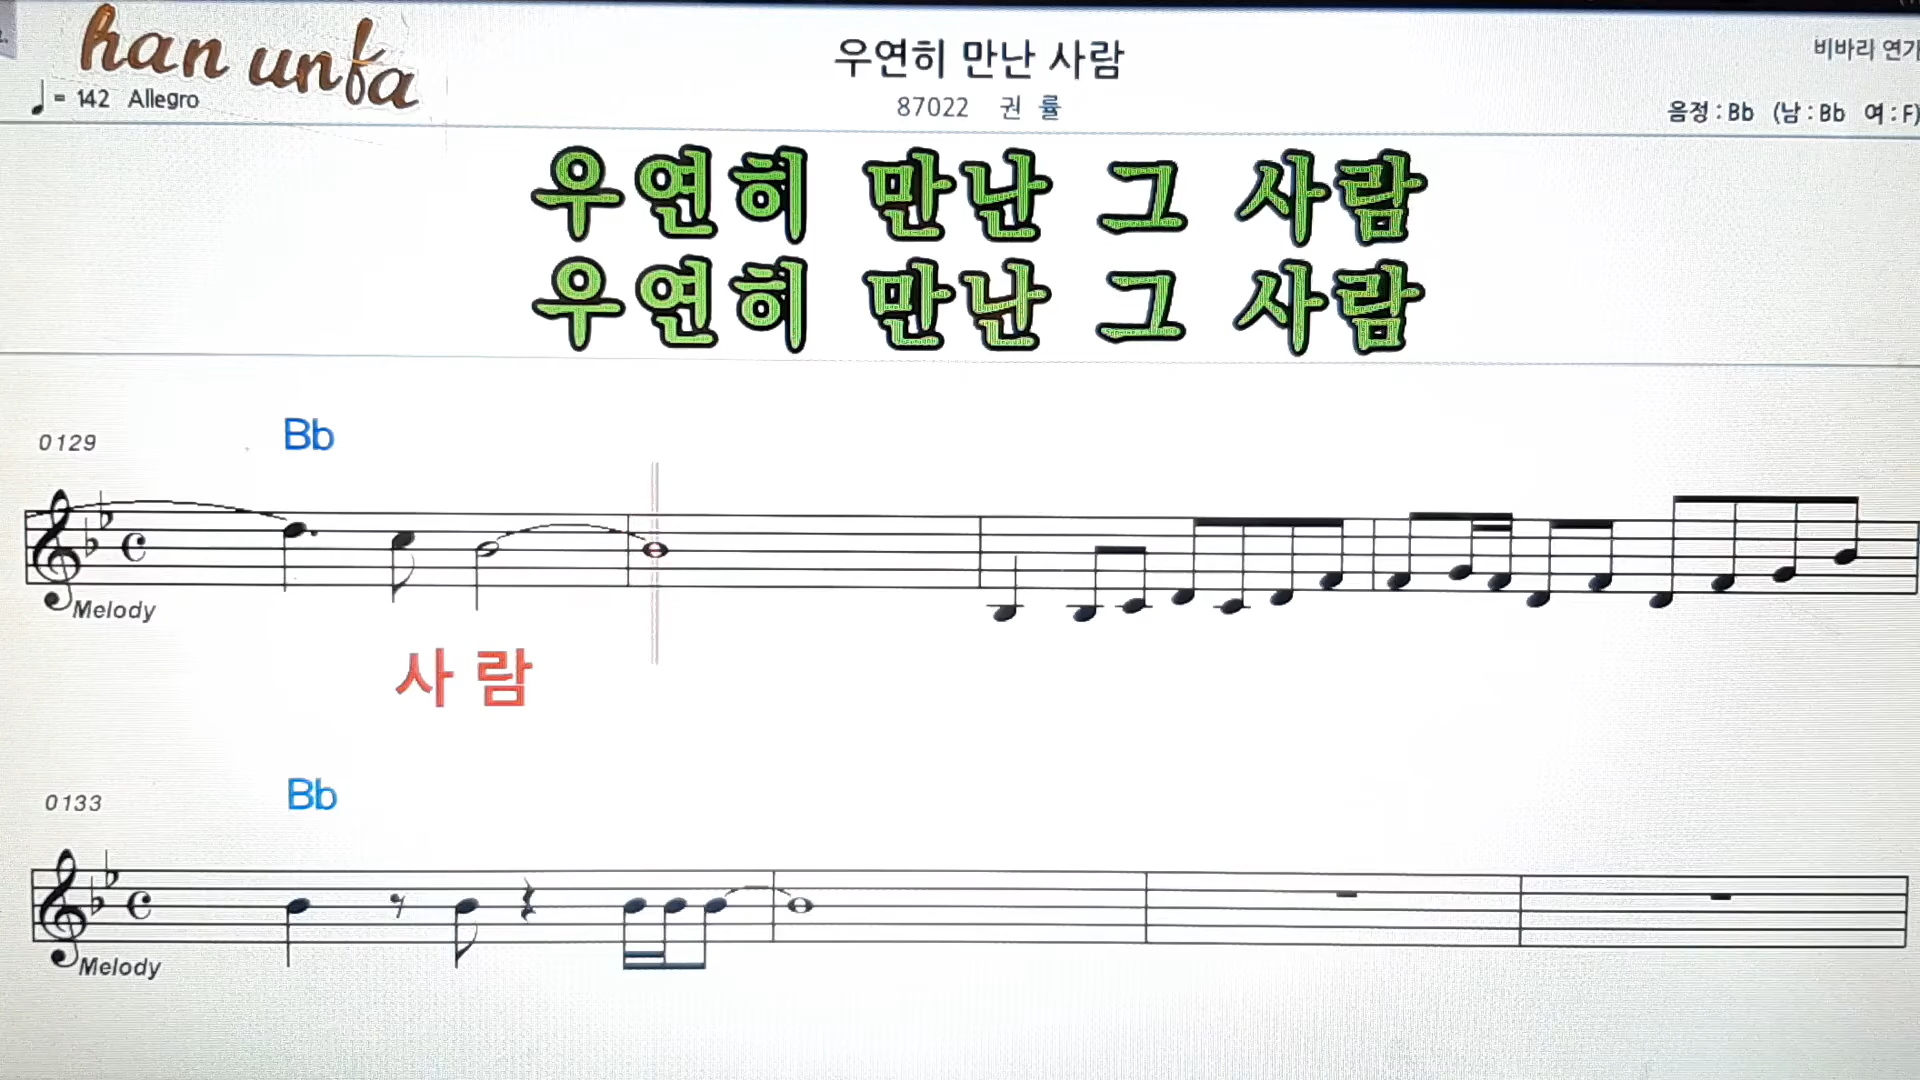 han unfa
우연히 만난 사람
비바리 연가
♩= 142 Allegro
87022 권 률
음정 : Bb (남 : Bb 여 : F)
우연히 만난 그 사람
우연히 만난 그 사람
0129 Bb
Melody
사 람
0133 Bb
Melody